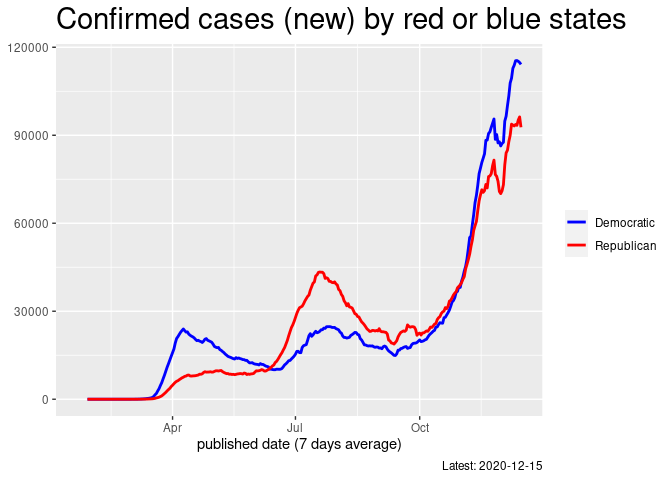 Confirmed cases (new) by red or blue states
120000
90000
60000
30000
0
Apr
Jul
Oct
published date (7 days average)
Democratic
Republican
Latest: 2020-12-15